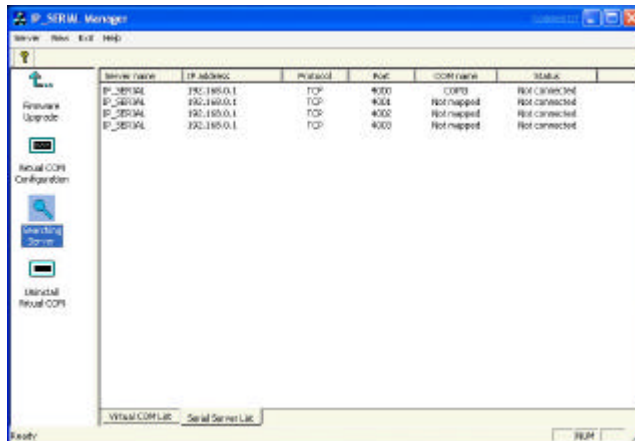 IP_SERIAL Manager
Server View Exit Help
Server name IP address Protocol Port COM name Status
IP_SERIAL 192.168.0.1 TCP 4000 Not connected
IP_SERIAL 192.168.0.1 TCP 4001 Not mapped Not connected
IP_SERIAL 192.168.0.1 TCP 4002 Not mapped Not connected
IP_SERIAL 192.168.0.1 TCP 4003 Not mapped Not connected
Firmware
Upgrade
Virtual COM
Configuration
Searching
Server
Uninstall
Virtual COM
Virtual COM List Serial Server List
Ready NUM